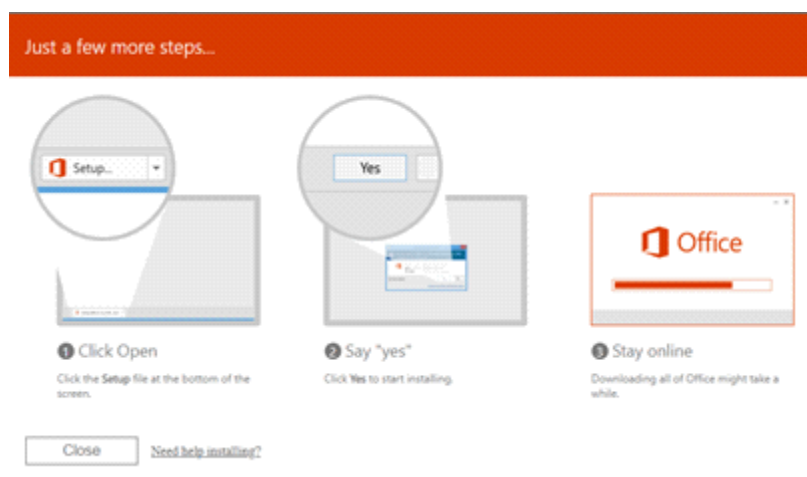 Just a few more steps...
Setup...
Yes
Office
1 Click Open
Click the Setup file at the bottom of the
screen.
2 Say "yes"
Click Yes to start installing.
3 Stay online
Downloading all of Office might take a
while.
Close
Need help installing?